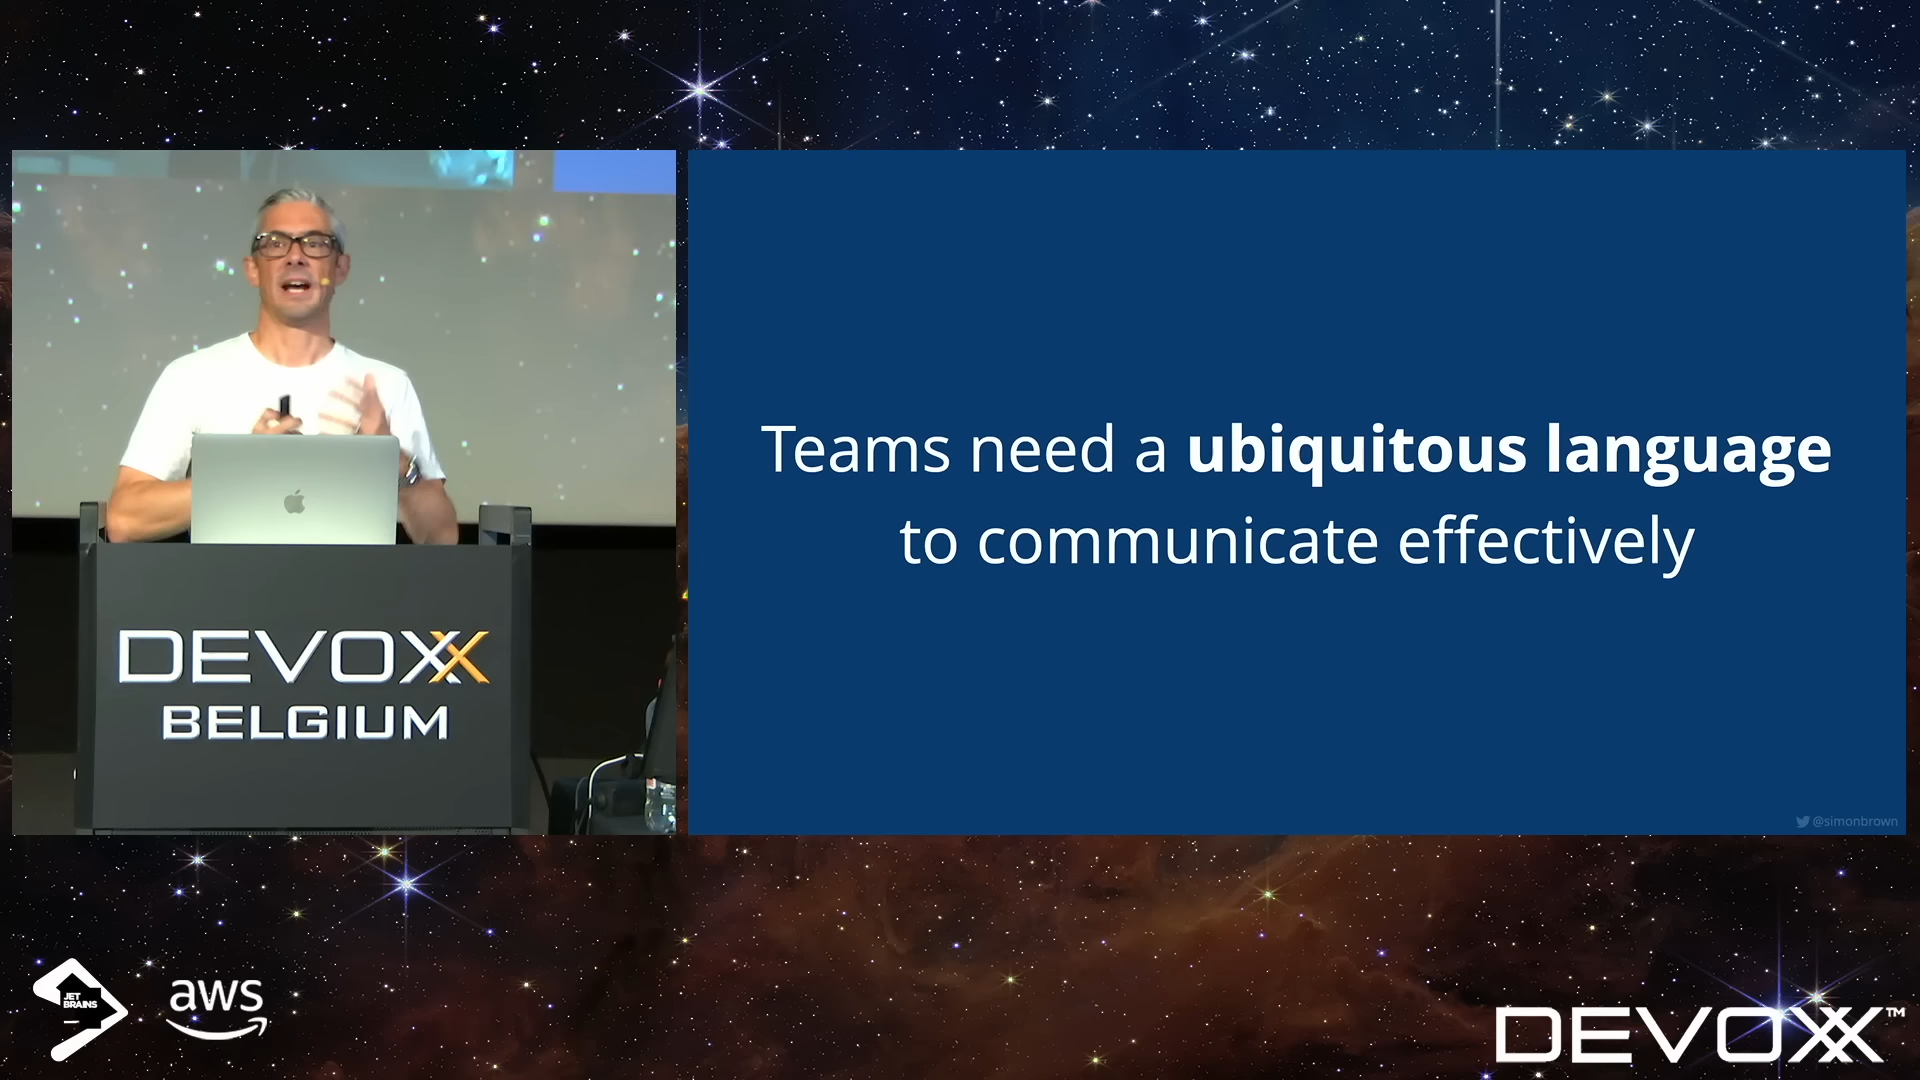 Teams need a ubiquitous language
to communicate effectively
@simonbrown
DEVOXX
BELGIUM
JET
BRAINS
aws
DEVOXX™